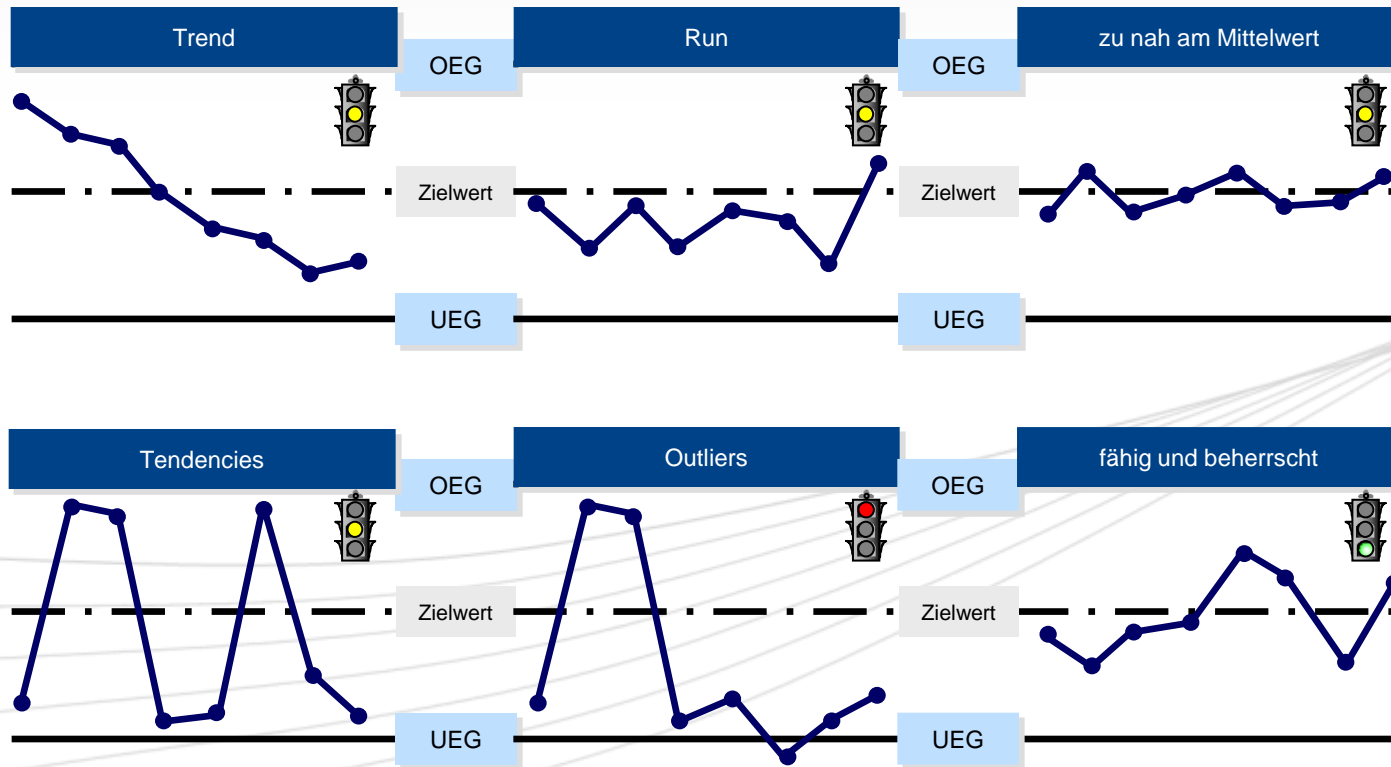 Trend
Run
zu nah am Mittelwert
OEG
OEG
Zielwert
Zielwert
UEG
UEG
Tendencies
Outliers
fähig und beherrscht
OEG
OEG
Zielwert
Zielwert
UEG
UEG